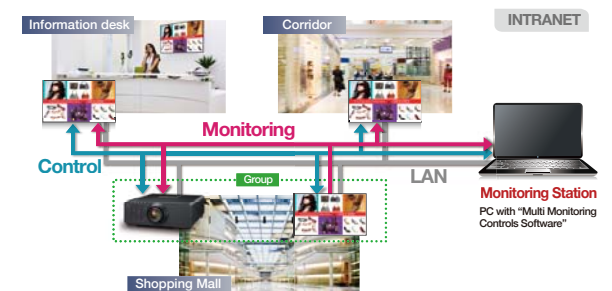 Information desk
Corridor
INTRANET
Monitoring
Control
LAN
Group
Monitoring Station
PC with “Multi Monitoring
Controls Software”
Shopping Mall